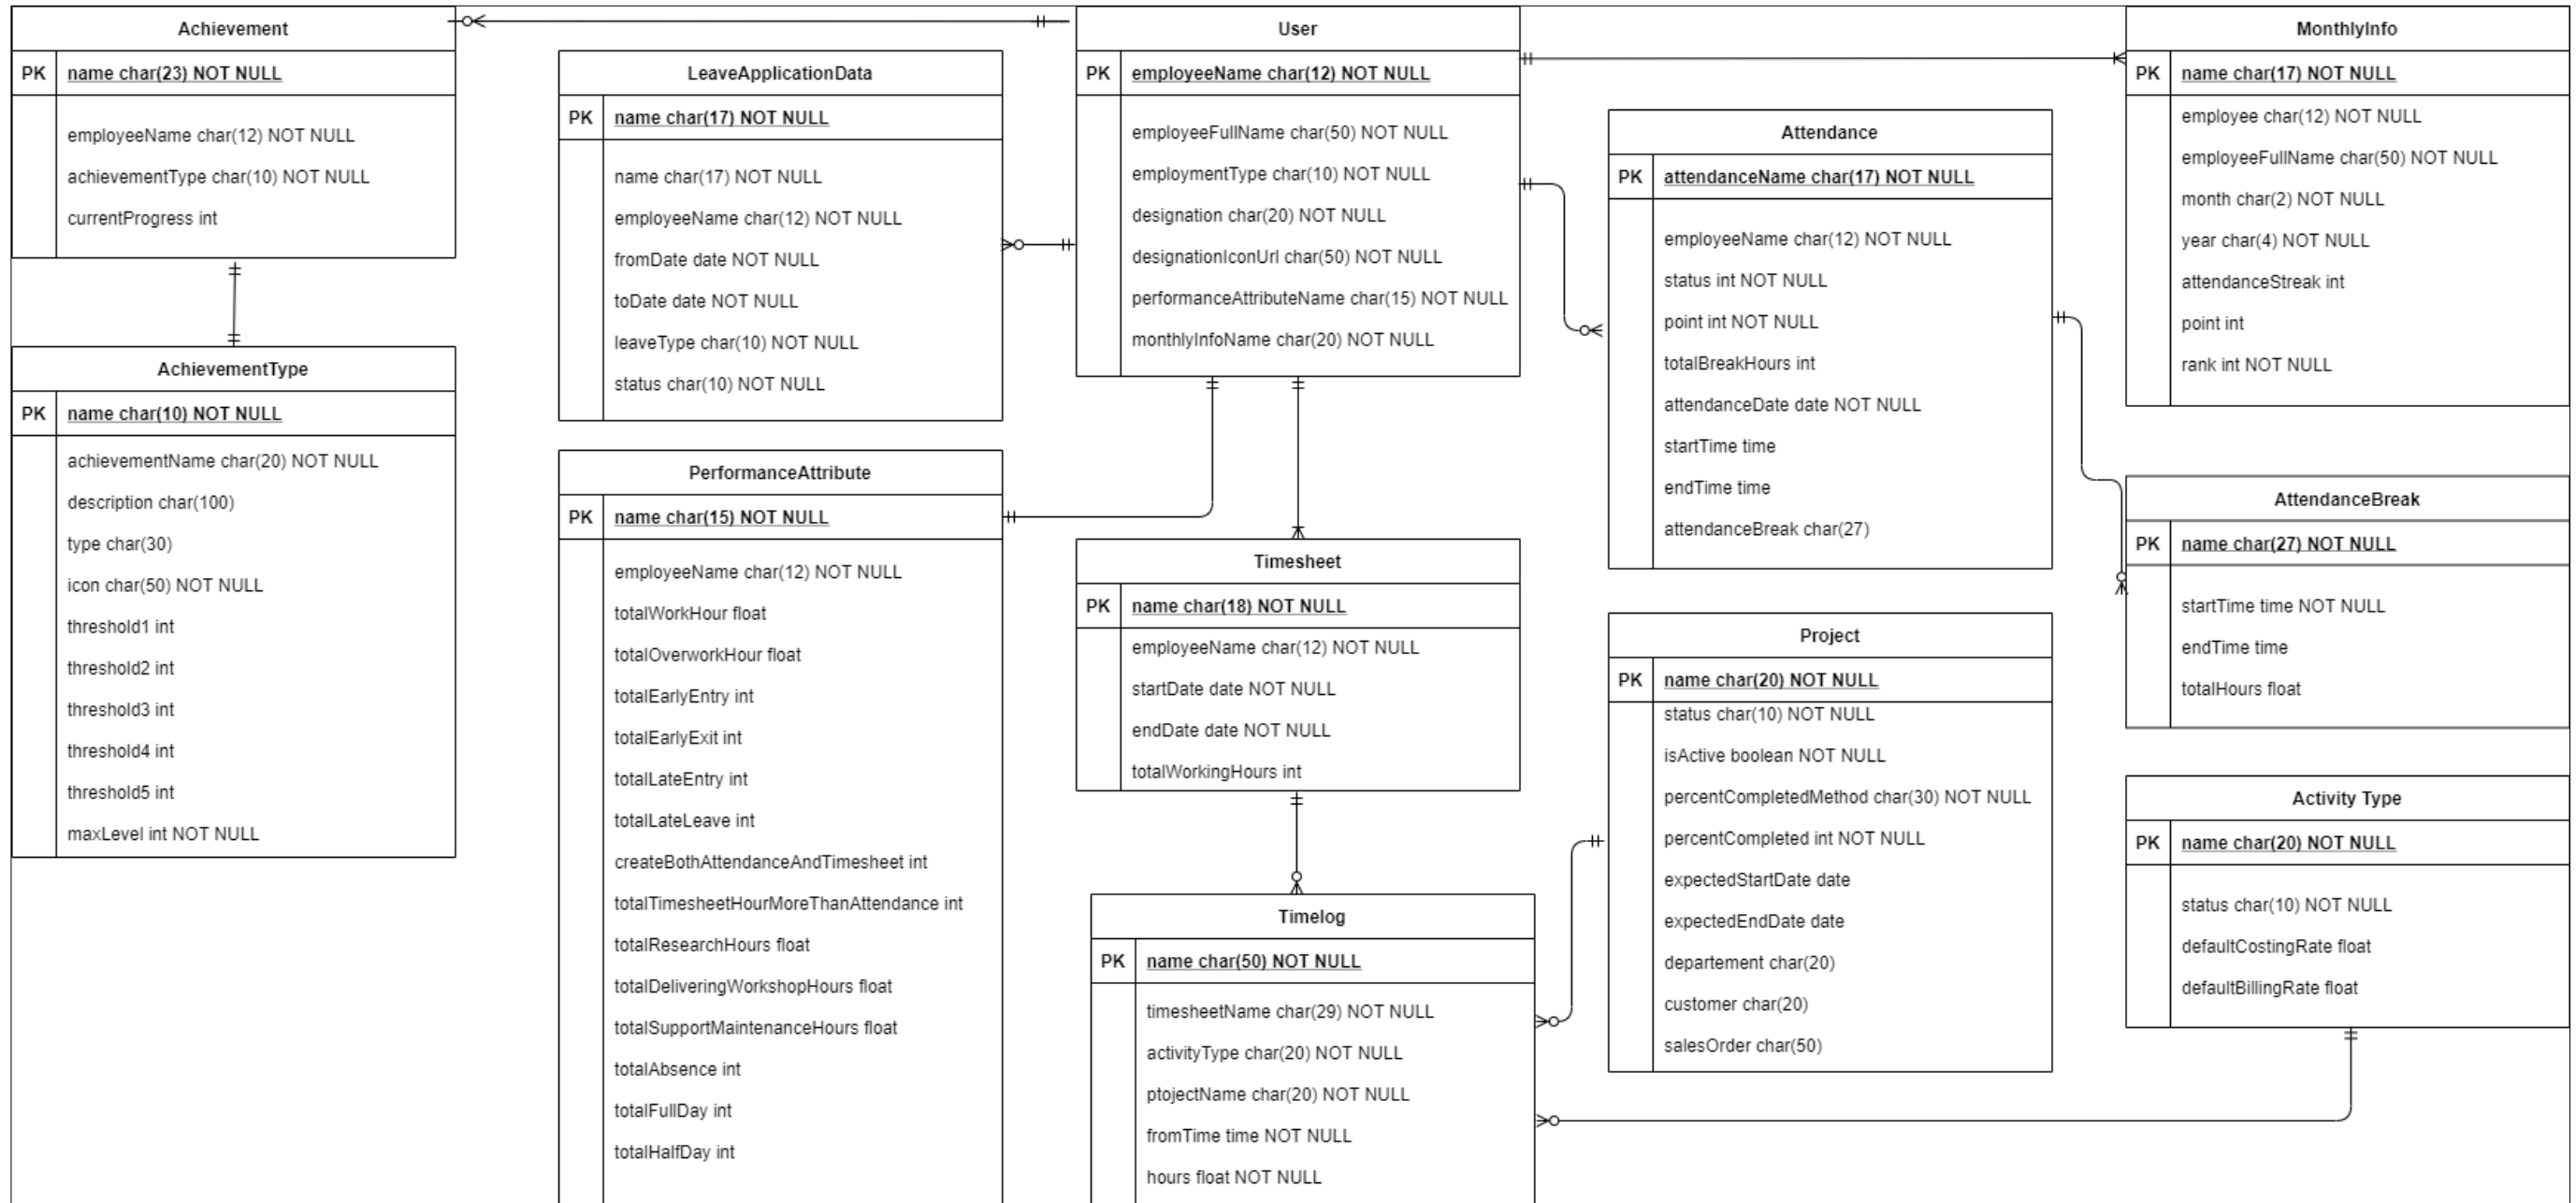 Achievement
PK name char(23) NOT NULL
employeeName char(12) NOT NULL
achievementType char(10) NOT NULL
currentProgress int
AchievementType
PK name char(10) NOT NULL
achievementName char(20) NOT NULL
description char(100)
type char(30)
icon char(50) NOT NULL
threshold1 int
threshold2 int
threshold3 int
threshold4 int
threshold5 int
maxLevel int NOT NULL
LeaveApplicationData
PK name char(17) NOT NULL
name char(17) NOT NULL
employeeName char(12) NOT NULL
fromDate date NOT NULL
toDate date NOT NULL
leaveType char(10) NOT NULL
status char(10) NOT NULL
PerformanceAttribute
PK name char(15) NOT NULL
employeeName char(12) NOT NULL
totalWorkHour float
totalOverworkHour float
totalEarlyEntry int
totalEarlyExit int
totalLateEntry int
totalLateLeave int
createBothAttendanceAndTimesheet int
totalTimesheetHourMoreThanAttendance int
totalResearchHours float
totalDeliveringWorkshopHours float
totalSupportMaintenanceHours float
totalAbsence int
totalFullDay int
totalHalfDay int
User
PK employeeName char(12) NOT NULL
employeeFullName char(50) NOT NULL
employmentType char(10) NOT NULL
designation char(20) NOT NULL
designationIconUrl char(50) NOT NULL
performanceAttributeName char(15) NOT NULL
monthlyInfoName char(20) NOT NULL
Timesheet
PK name char(18) NOT NULL
employeeName char(12) NOT NULL
startDate date NOT NULL
endDate date NOT NULL
totalWorkingHours int
Timelog
PK name char(50) NOT NULL
timesheetName char(29) NOT NULL
activityType char(20) NOT NULL
ptojectName char(20) NOT NULL
fromTime time NOT NULL
hours float NOT NULL
Attendance
PK attendanceName char(17) NOT NULL
employeeName char(12) NOT NULL
status int NOT NULL
point int NOT NULL
totalBreakHours int
attendanceDate date NOT NULL
startTime time
endTime time
attendanceBreak char(27)
Project
PK name char(20) NOT NULL
status char(10) NOT NULL
isActive boolean NOT NULL
percentCompletedMethod char(30) NOT NULL
percentCompleted int NOT NULL
expectedStartDate date
expectedEndDate date
departement char(20)
customer char(20)
salesOrder char(50)
MonthlyInfo
PK name char(17) NOT NULL
employee char(12) NOT NULL
employeeFullName char(50) NOT NULL
month char(2) NOT NULL
year char(4) NOT NULL
attendanceStreak int
point int
rank int NOT NULL
AttendanceBreak
PK name char(27) NOT NULL
startTime time NOT NULL
endTime time
totalHours float
Activity Type
PK name char(20) NOT NULL
status char(10) NOT NULL
defaultCostingRate float
defaultBillingRate float